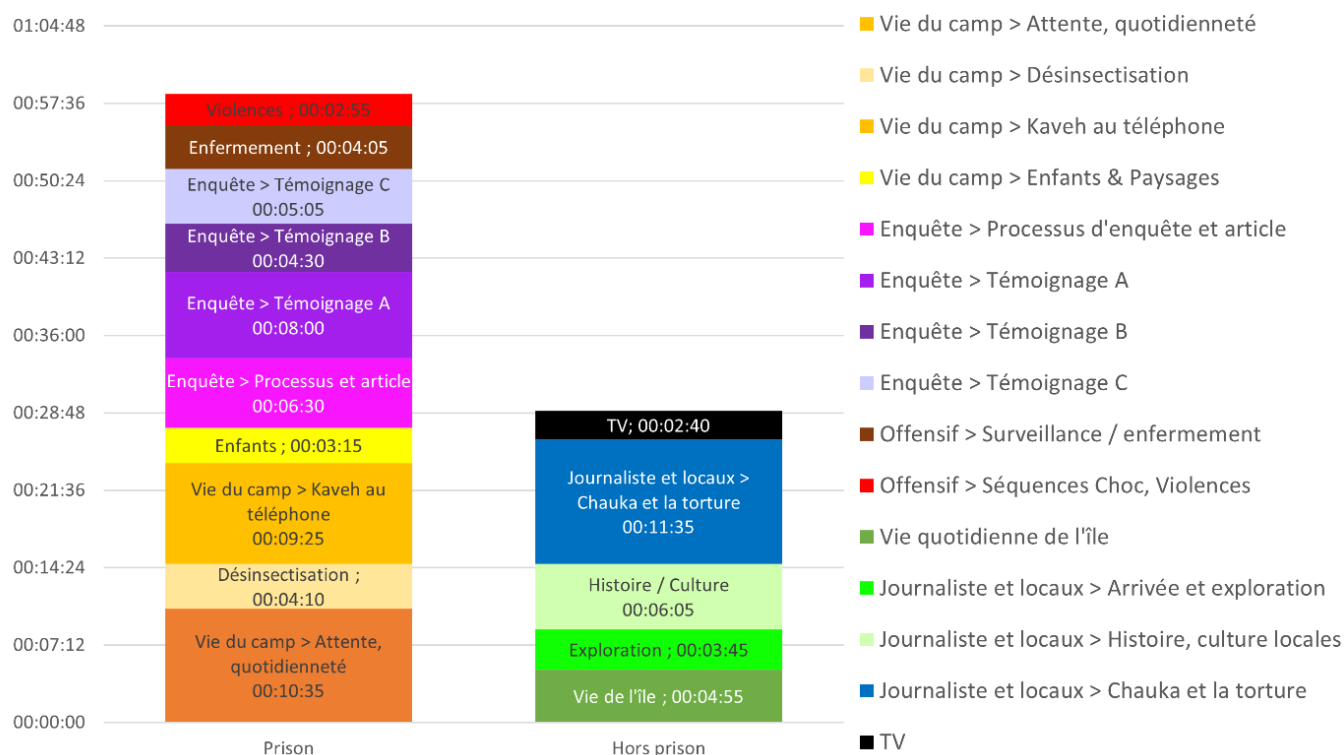 01:04:48
00:57:36
00:50:24
00:43:12
00:36:00
00:28:48
00:21:36
00:14:24
00:07:12
00:00:00
Violences ; 00:02:55
Enfermement ; 00:04:05
Enquête > Témoignage C
00:05:05
Enquête > Témoignage B
00:04:30
Enquête > Témoignage A
00:08:00
Enquête > Processus et article
00:06:30
Enfants ; 00:03:15
Vie du camp > Kaveh au
téléphone
00:09:25
Désinsectisation ;
00:04:10
Vie du camp > Attente,
quotidienneté
00:10:35
Prison
TV; 00:02:40
Journaliste et locaux >
Chauka et la torture
00:11:35
Histoire / Culture
00:06:05
Exploration ; 00:03:45
Vie de l'île ; 00:04:55
Hors prison
Vie du camp > Attente, quotidienneté
Vie du camp > Désinsectisation
Vie du camp > Kaveh au téléphone
Vie du camp > Enfants & Paysages
Enquête > Processus d'enquête et article
Enquête > Témoignage A
Enquête > Témoignage B
Enquête > Témoignage C
Offensif > Surveillance / enfermement
Offensif > Séquences Choc, Violences
Vie quotidienne de l'île
Journaliste et locaux > Arrivée et exploration
Journaliste et locaux > Histoire, culture locales
Journaliste et locaux > Chauka et la torture
TV